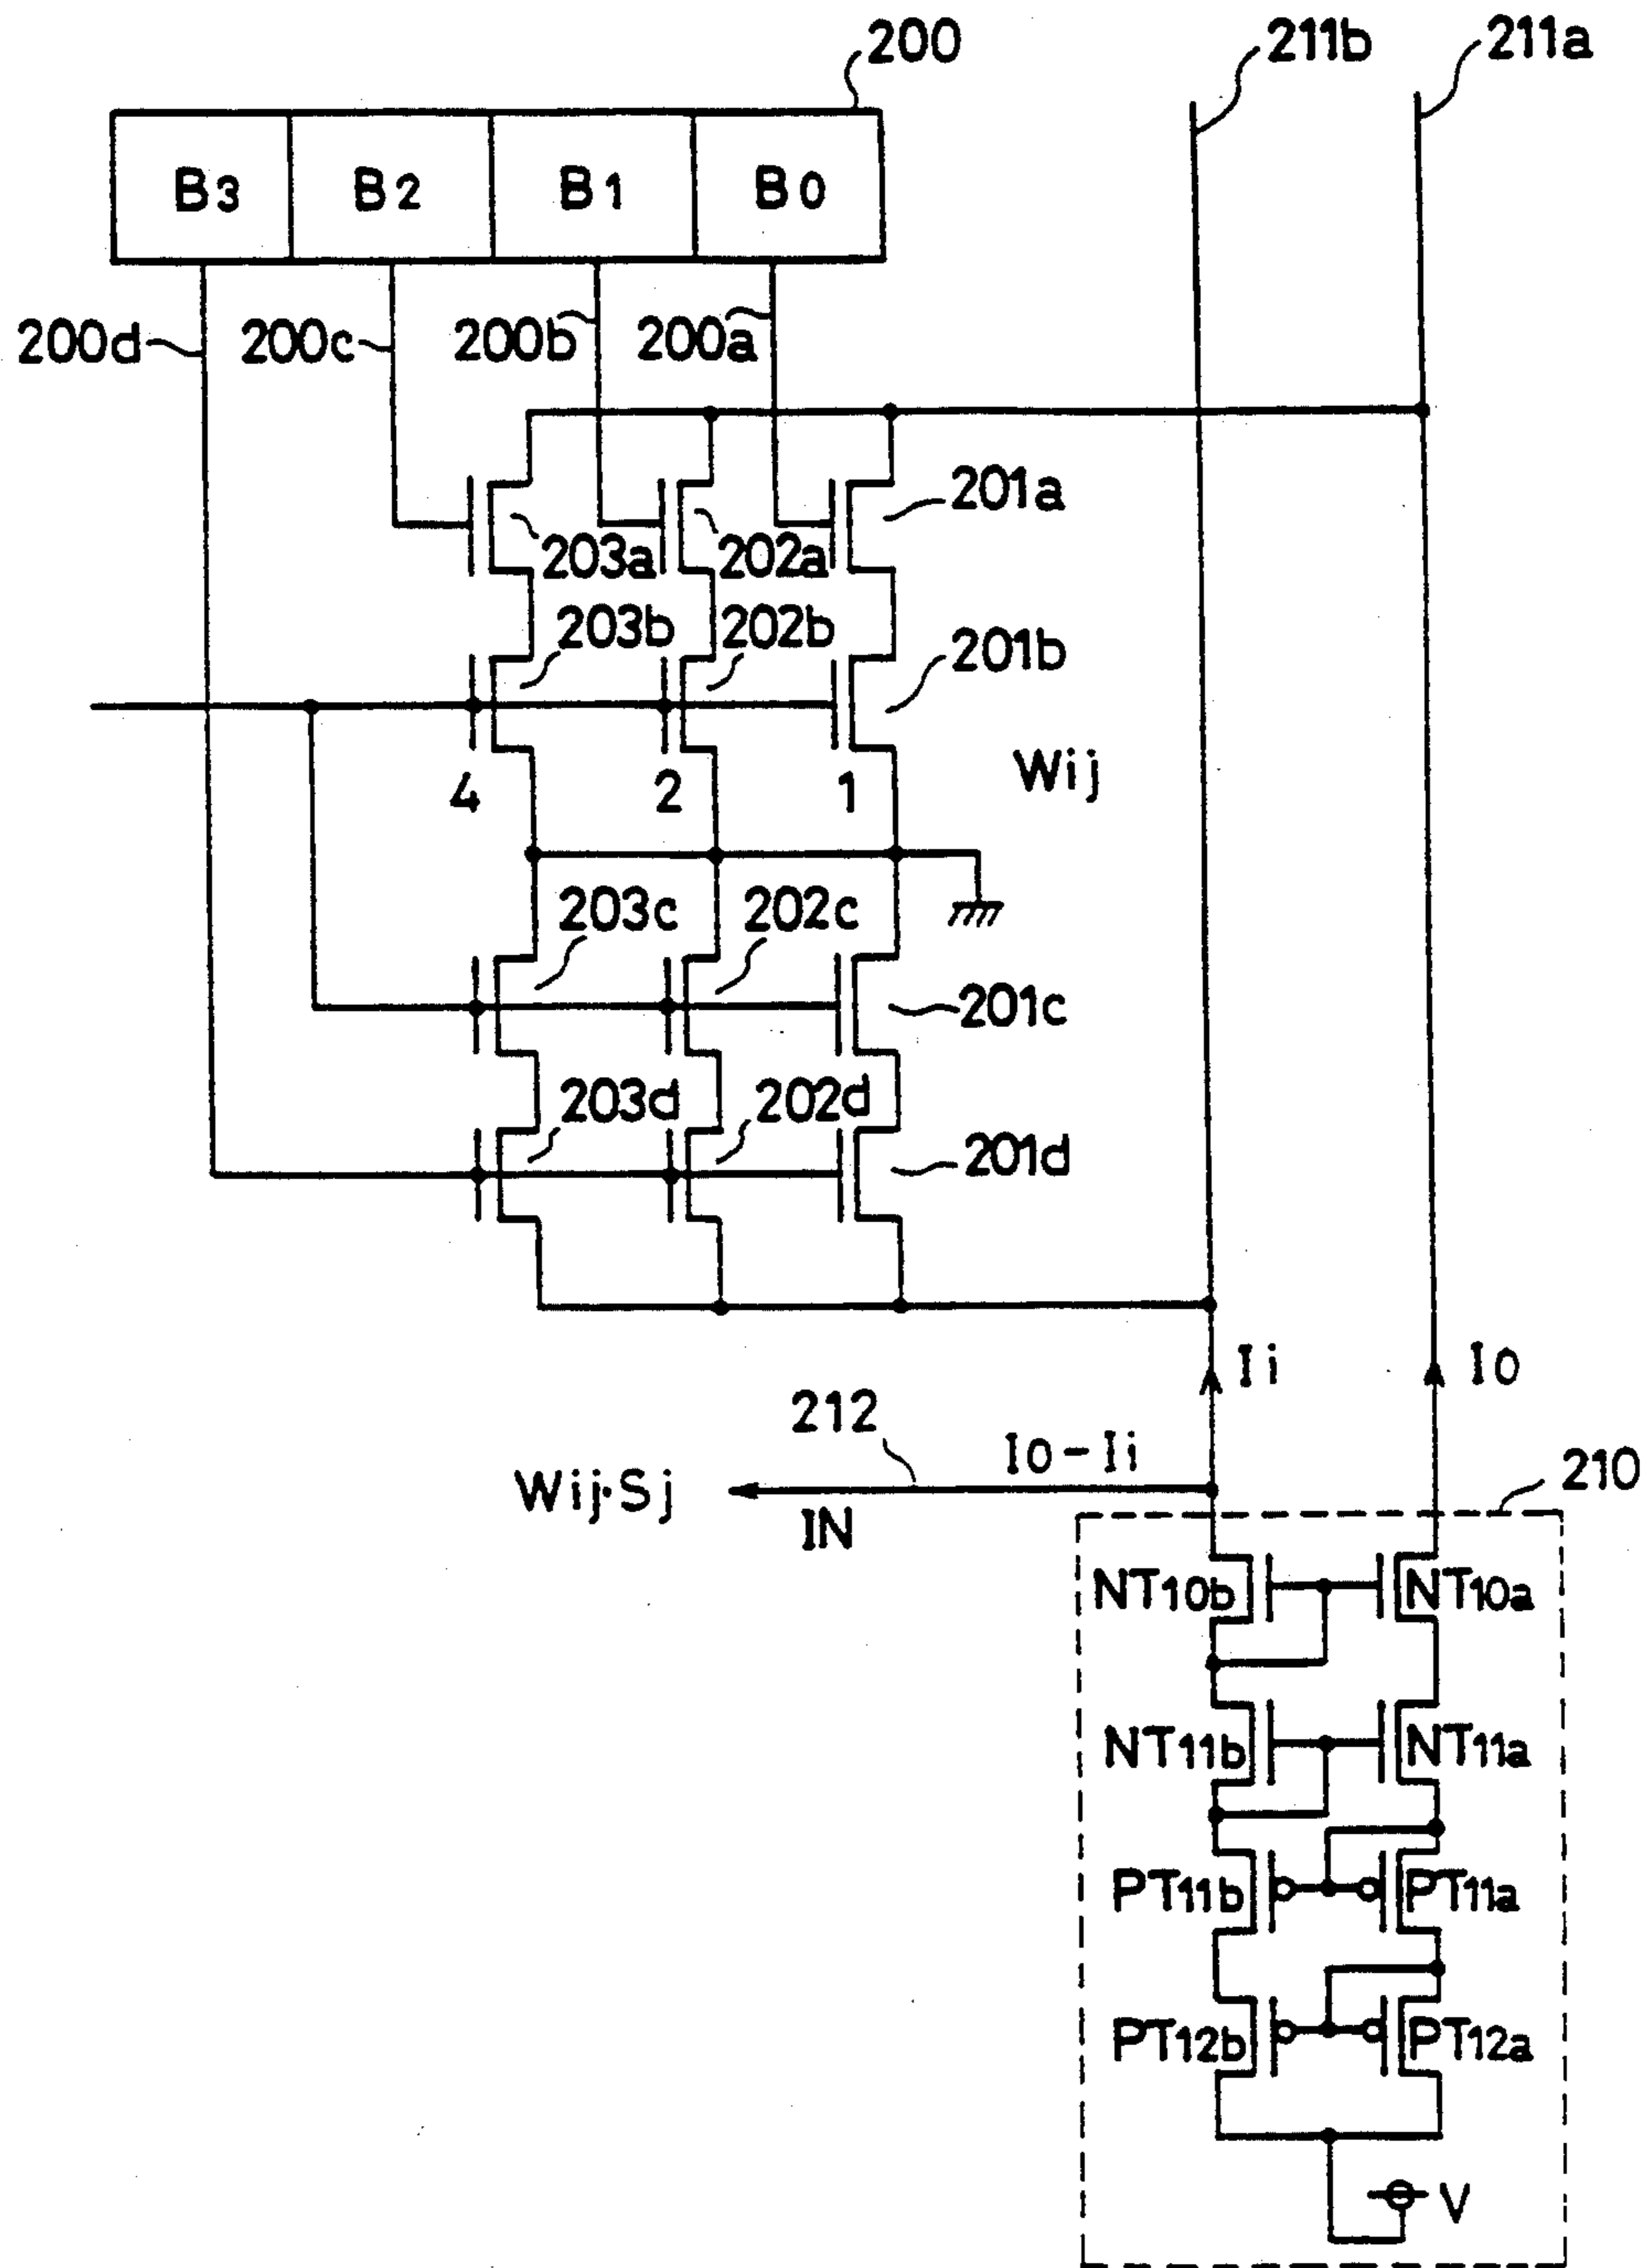 200
211b
211a
B3 B2 B1 B0
200d 200c 200b 200a
201a
203a 202a
203b 202b 201b
4 2 1 Wij
203c 202c
201c
203d 202d
201d
Ii Io
212
Io-Ii
210
Wij·Sj
IN
NT10b NT10a
NT11b NT11a
PT11b PT11a
PT12b PT12a
V